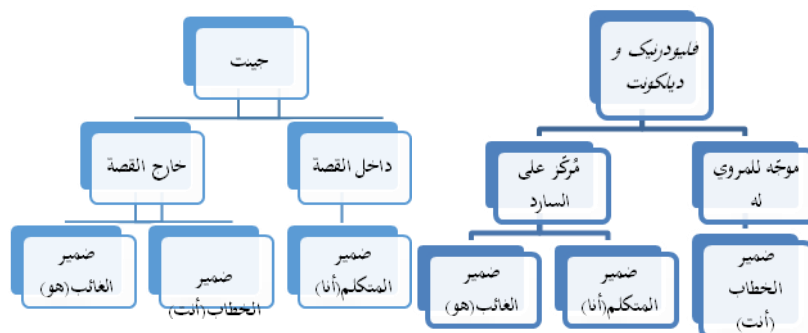 فليودرنيك و
ديلكونت
موجّه للمروي
له
مُركّز على
السارد
ضمير
الخطاب
(أنت)
ضمير
المتكلم(أنا)
ضمير
الغائب(هو)
جينت
داخل القصة
خارج القصة
ضمير
المتكلم(أنا)
ضمير
الخطاب(أنت)
ضمير
الغائب(هو)